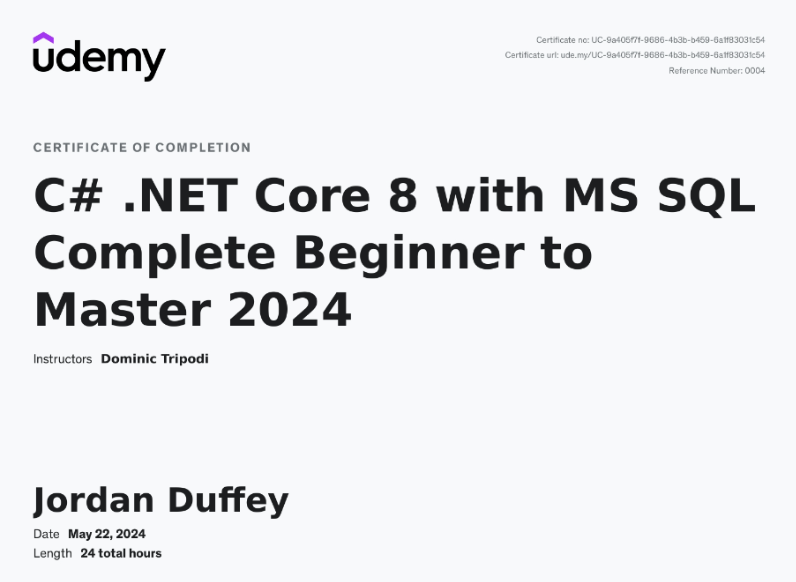 udemy
Certificate no: UC-9a405f7f-9686-4b3b-b459-6a1f83031c54
Certificate url: ude.my/UC-9a405f7f-9686-4b3b-b459-6a1f83031c54
Reference Number: 0004
CERTIFICATE OF COMPLETION
C# .NET Core 8 with MS SQL
Complete Beginner to
Master 2024
Instructors Dominic Tripodi
Jordan Duffey
Date May 22, 2024
Length 24 total hours